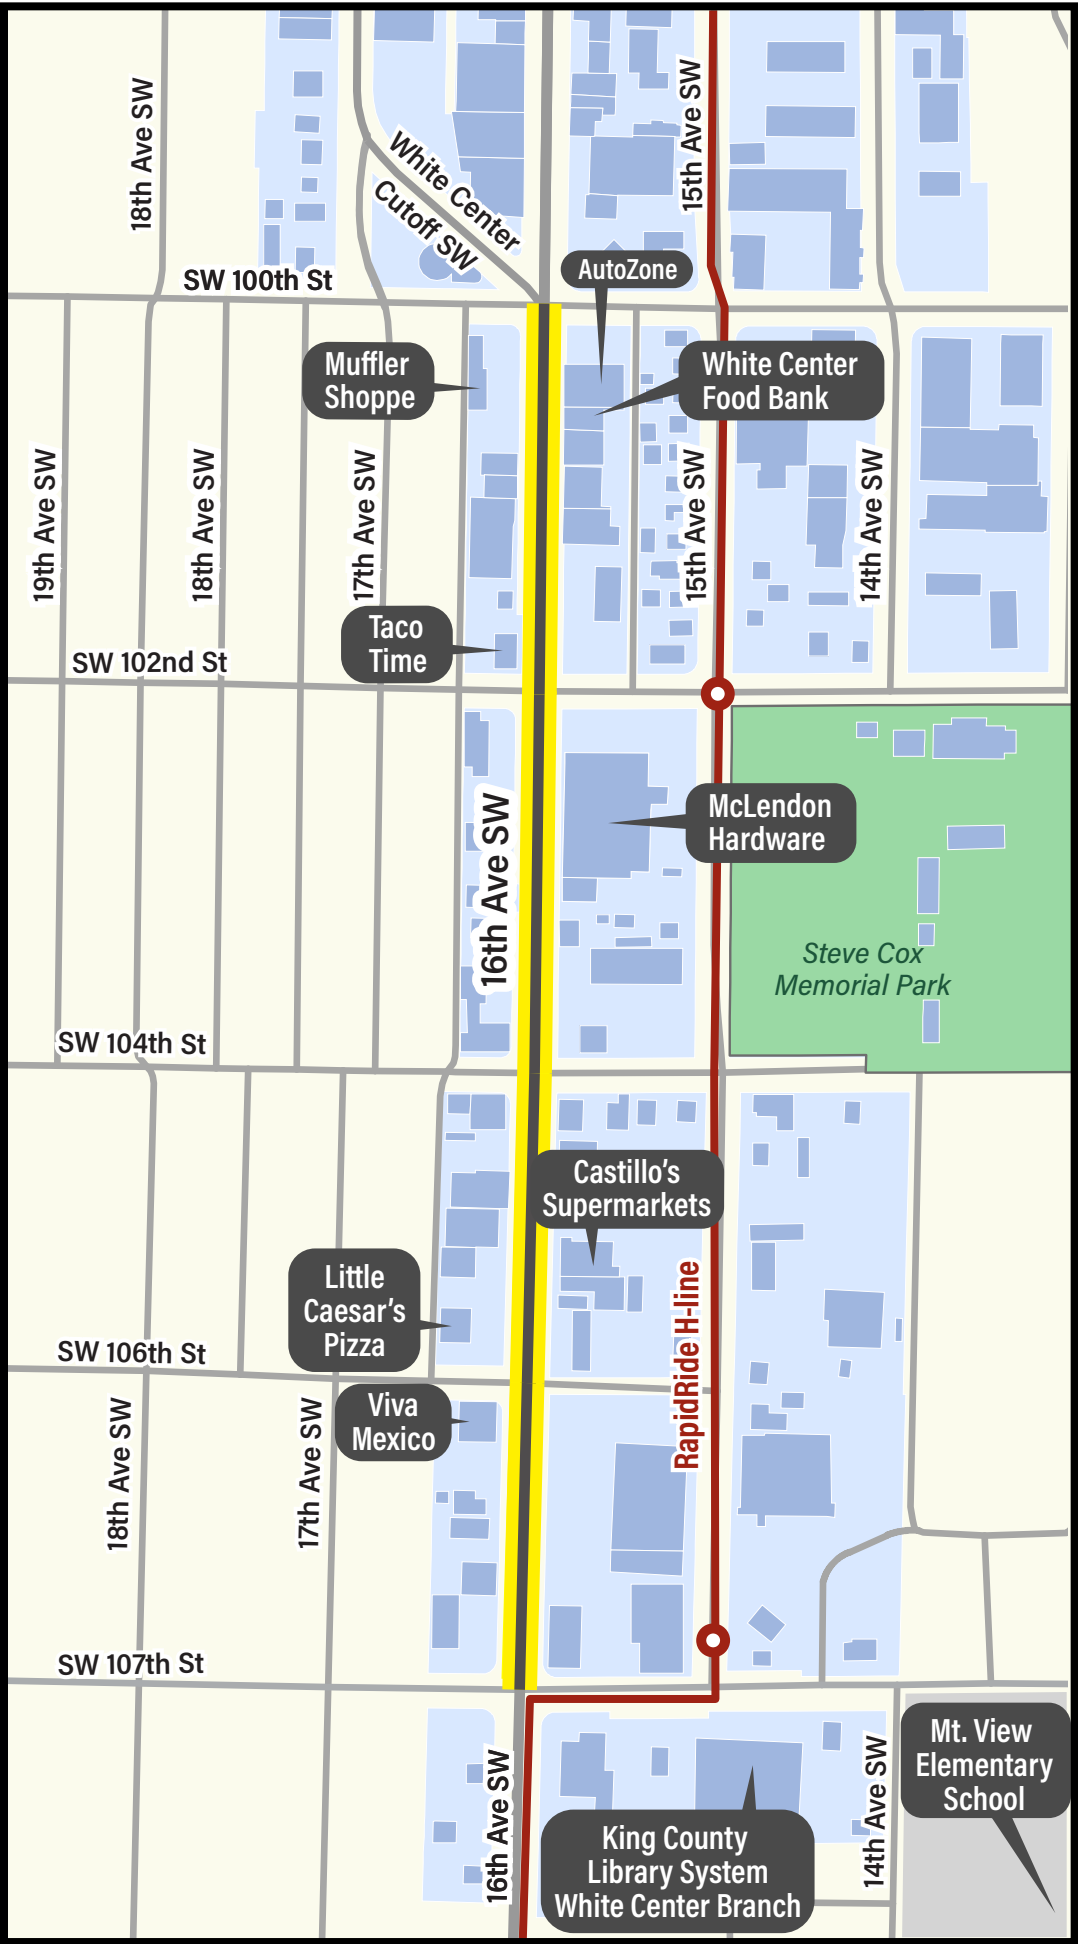 18th Ave SW
White Center
Cutoff SW
15th Ave SW
SW 100th St
AutoZone
Muffler
Shoppe
White Center
Food Bank
19th Ave SW
18th Ave SW
17th Ave SW
15th Ave SW
14th Ave SW
Taco
Time
SW 102nd St
McLendon
Hardware
16th Ave SW
Steve Cox
Memorial Park
SW 104th St
Castillo's
Supermarkets
Little
Caesar's
Pizza
RapidRide H-line
SW 106th St
Viva
Mexico
18th Ave SW
17th Ave SW
SW 107th St
16th Ave SW
14th Ave SW
Mt. View
Elementary
School
King County
Library System
White Center Branch